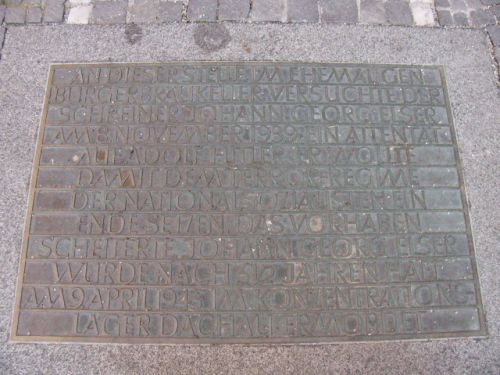 AN DIESER STELLE IM EHEMALIGEN
BÜRGERBRÄUKELLER VERSUCHTE DER
SCHREINER JOHANN GEORG ELSER
AM 8. NOVEMBER 1939 EIN ATTENTAT
AUF ADOLF HITLER. ER WOLLTE
DAMIT DEM TERROR-REGIME
DER NATIONALSOZIALISTEN EIN
ENDE SETZEN. DAS VORHABEN
SCHEITERTE. JOHANN GEORG ELSER
WURDE NACH 5 1/2 JAHREN HAFT
AM 9. APRIL 1945 IM KONZENTRATIONS-
LAGER DACHAU ERMORDET.